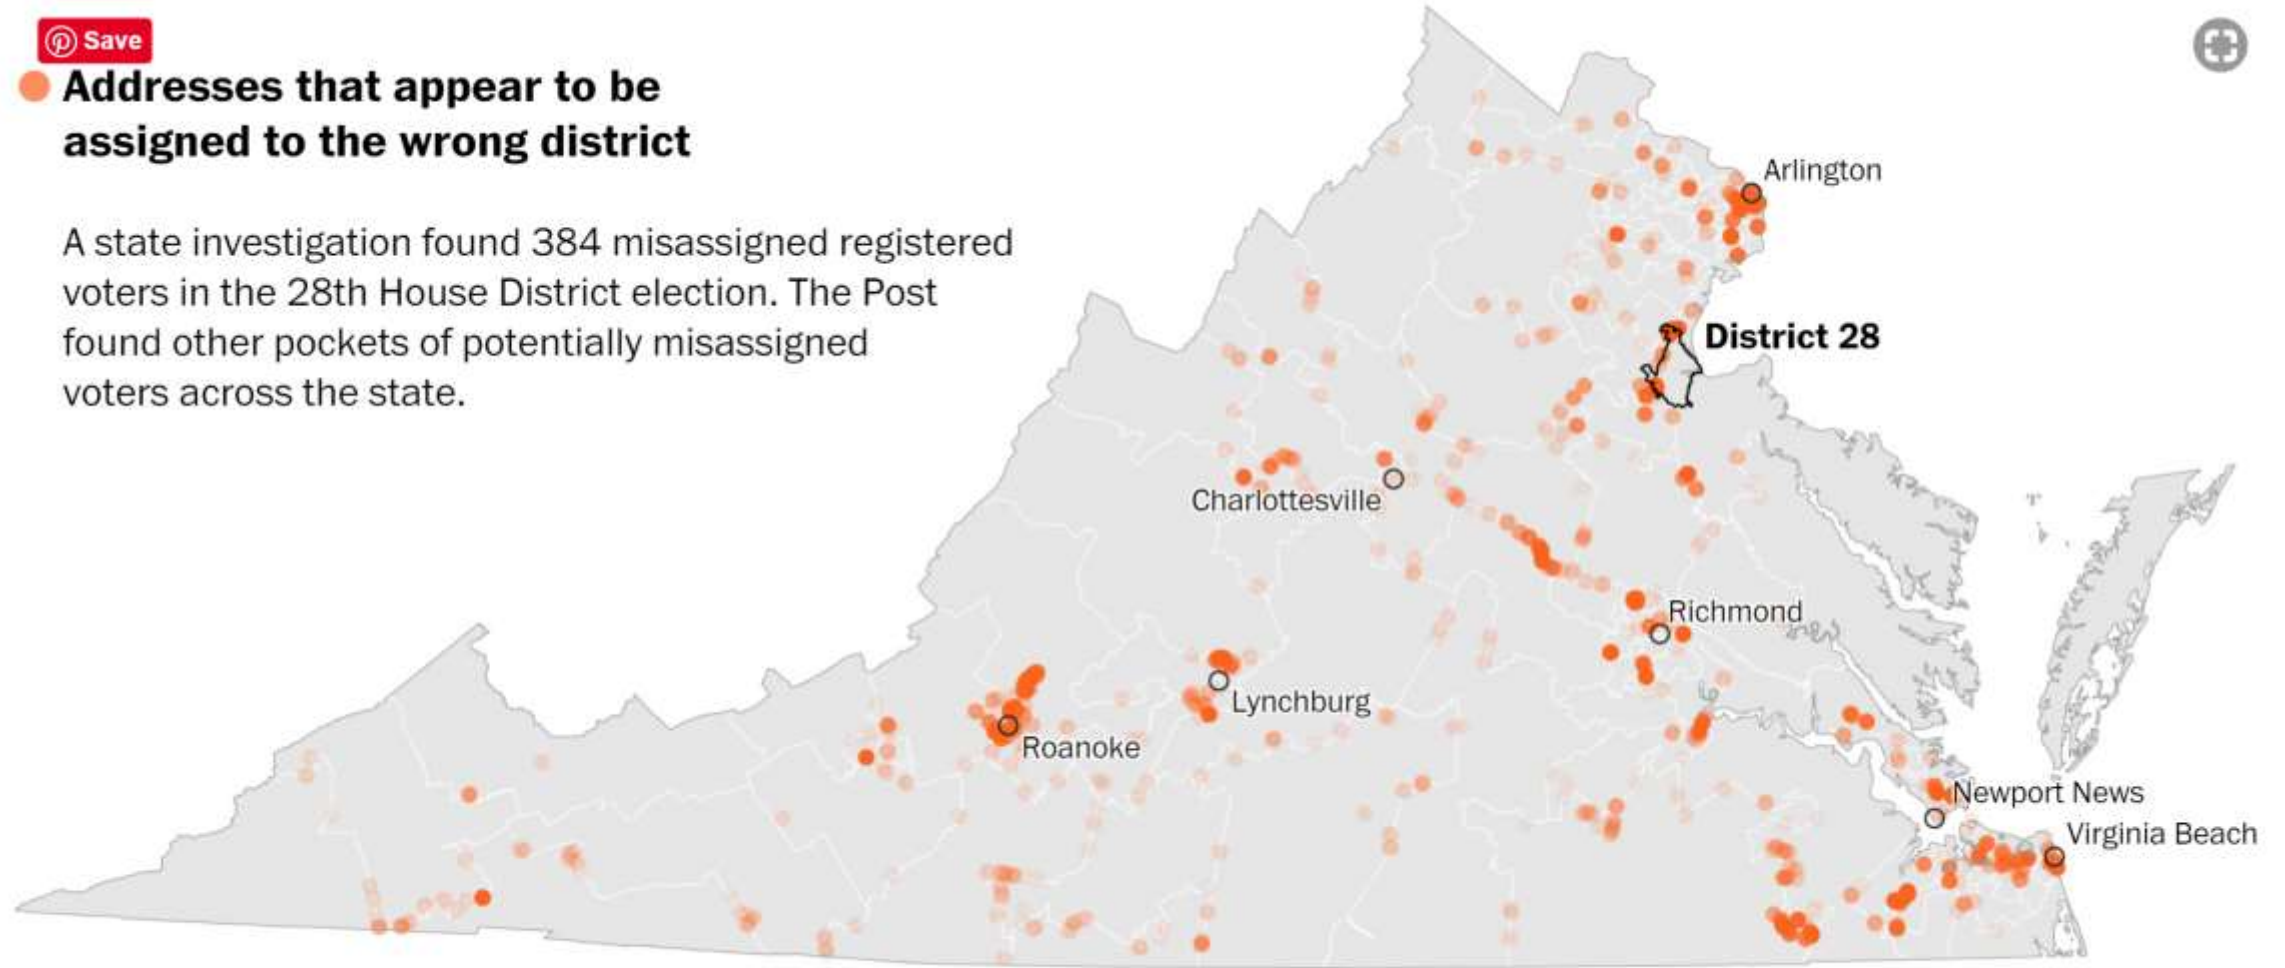 Save
Addresses that appear to be
assigned to the wrong district
A state investigation found 384 misassigned registered
voters in the 28th House District election. The Post
found other pockets of potentially misassigned
voters across the state.
Arlington
District 28
Charlottesville
Richmond
Lynchburg
Roanoke
Newport News
Virginia Beach